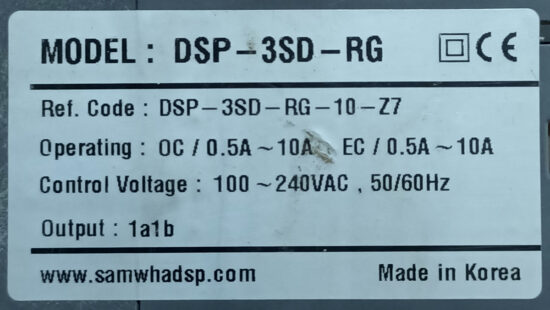 MODEL : DSP-3SD-RG CE
Ref. Code : DSP-3SD-RG-10-Z7
Operating : OC / 0.5A ~ 10A EC / 0.5A ~ 10A
Control Voltage : 100 ~ 240VAC , 50/60Hz
Output : 1a1b
www.samwhadsp.com Made in Korea